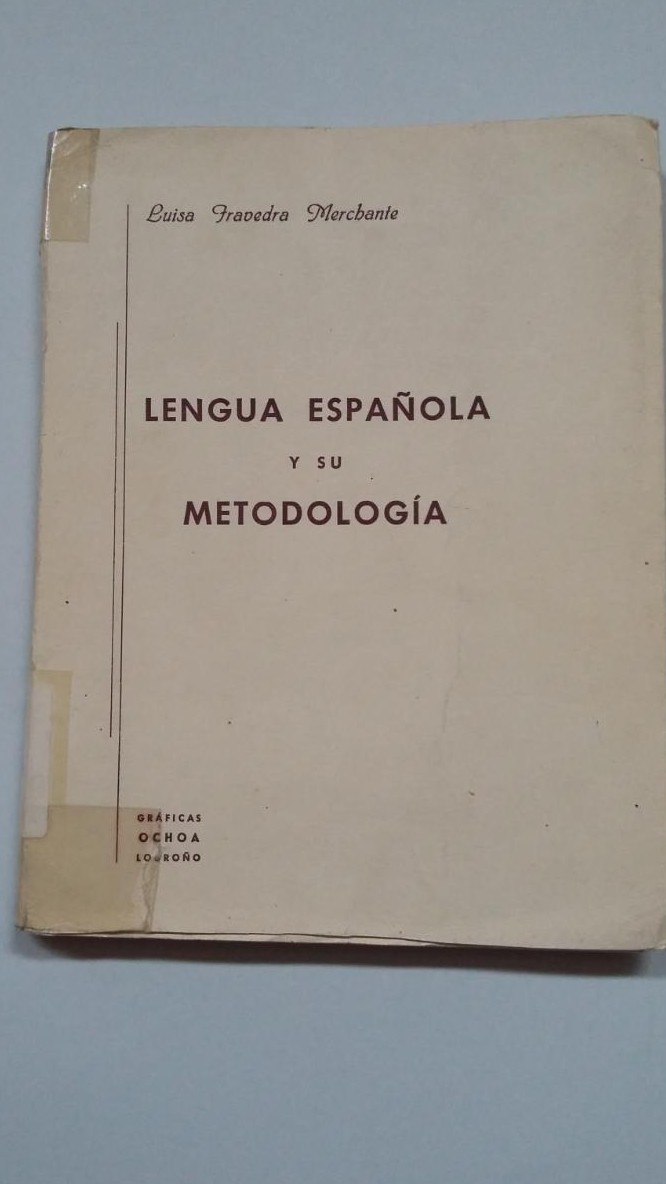 Luisa Fravedra Merchante
LENGUA ESPAÑOLA
Y SU
METODOLOGÍA
GRÁFICAS
OCHOA
LOGROÑO